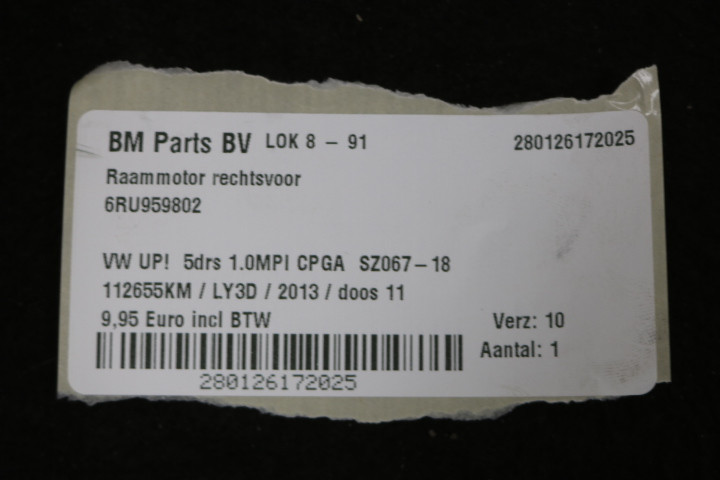 BM Parts BV LOK 8 - 91 280126172025
Raammotor rechtsvoor
6RU959802
VW UP! 5drs 1.0MPI CPGA SZ067-18
112655KM / LY3D / 2013 / doos 11
9,95 Euro incl BTW Verz: 10
Aantal: 1
280126172025